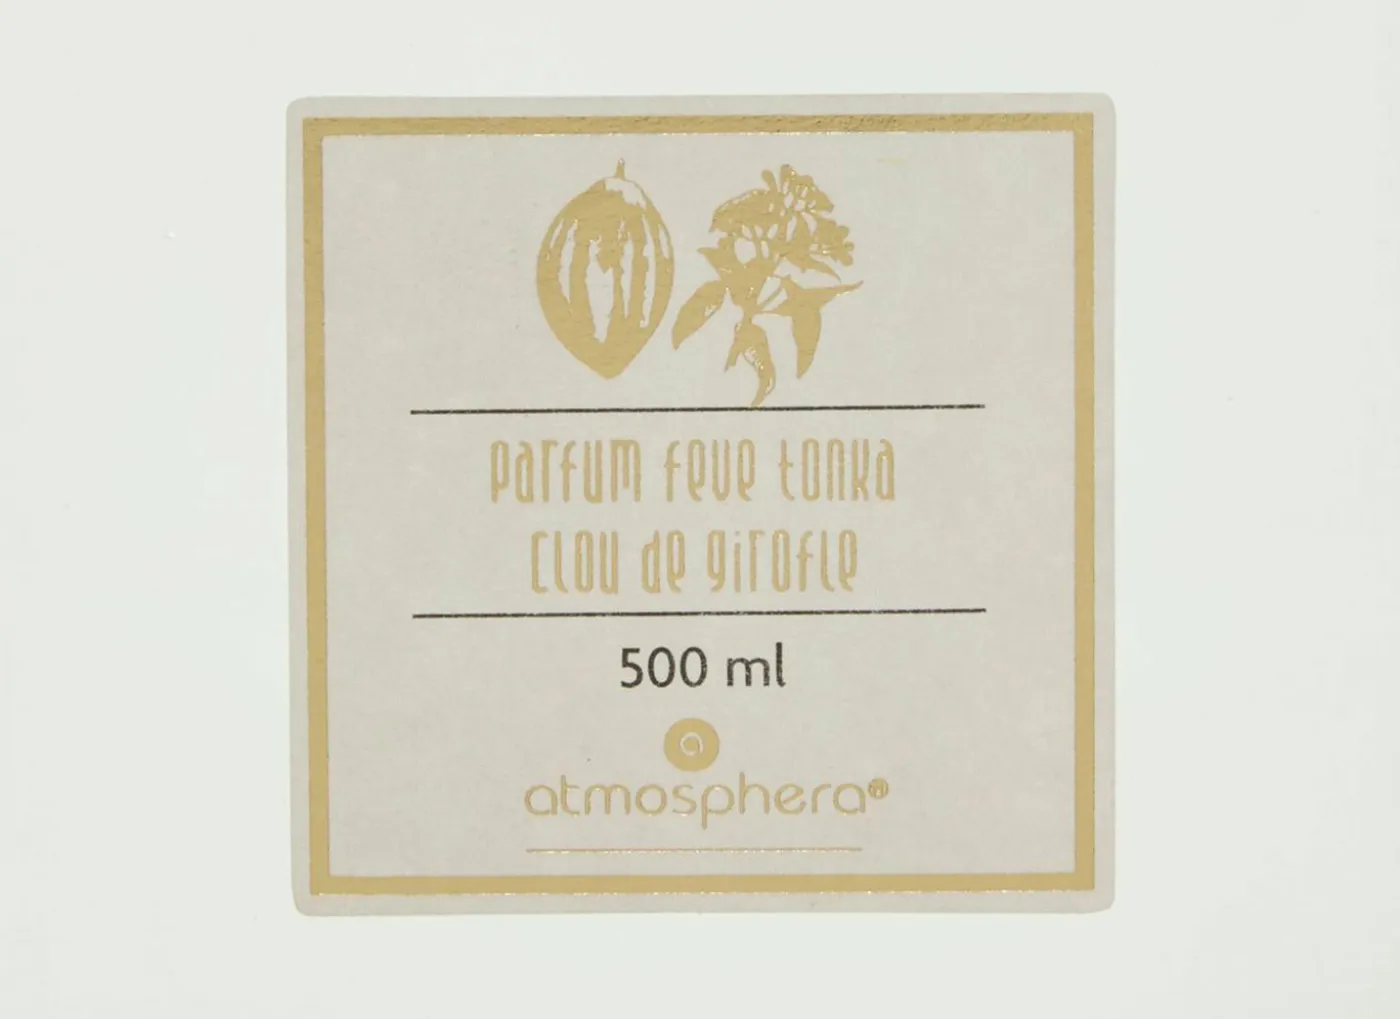 parfum feve tonka
clou de girofle
500 ml
a
atmosphera®